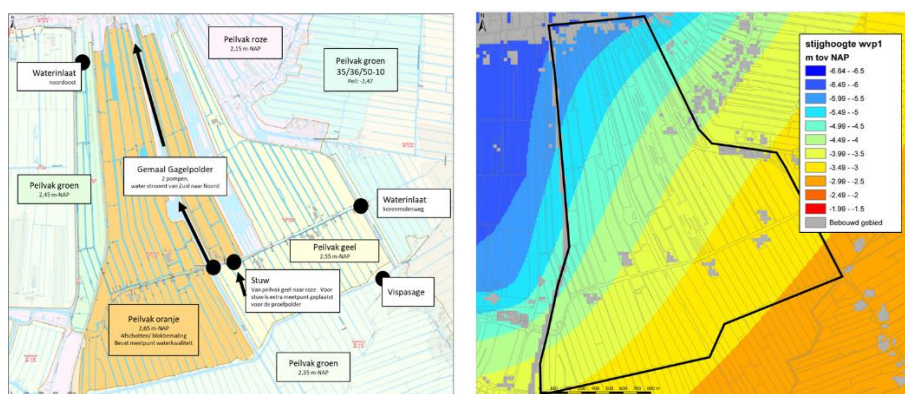 N
Peilvak roze
2,15 m-NAP
Peilvak groen
35/36/50-10
Peil: -2,47
Waterinlaat
noordoost
Gemaal Gagelpolder
2 pompen,
water stroomt van Zuid naar Noord
Peilvak groen
2,45 m-NAP
Waterinlaat
korenmolenweg
Peilvak geel
2,55 m-NAP
Stuw
Van peilvak geel naar roze. Voor
stuw is extra meetpunt geplaatst
voor de proefpolder
Vispasage
Peilvak oranje
2,65 m-NAP
Afschotten/ blokbemaling
Bevat meetpunt waterkwaliteit
Peilvak groen
2,35 m-NAP
N
stijghoogte wvp1
m tov NAP
-6.64 - -6.5
-6.49 - -6
-5.99 - -5.5
-5.49 - -5
-4.99 - -4.5
-4.49 - -4
-3.99 - -3.5
-3.49 - -3
-2.99 - -2.5
-2.49 - -2
-1.99 - -1.5
Bebouwd gebied